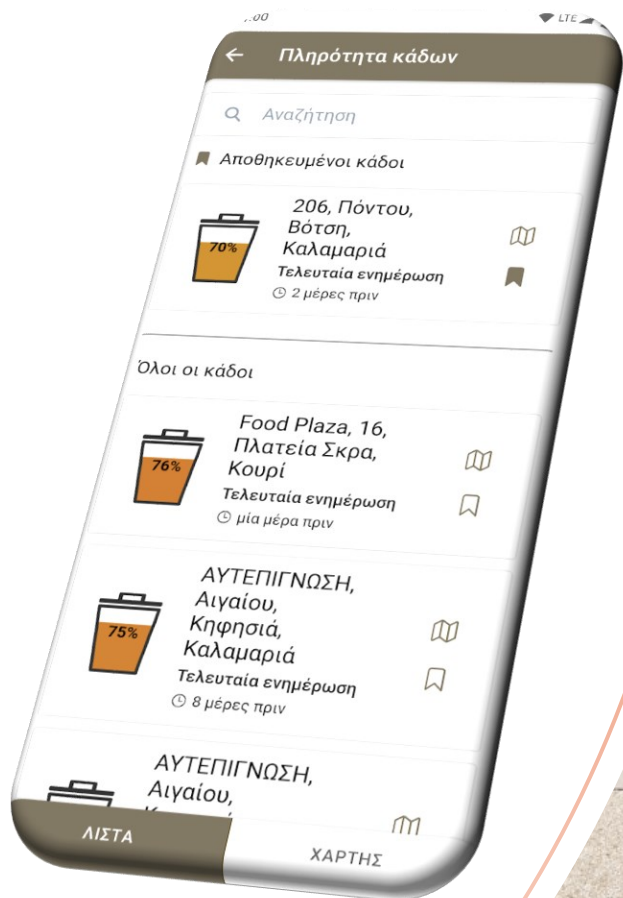 LTE
Πληρότητα κάδων
Αναζήτηση
Αποθηκευμένοι κάδοι
70%
206, Πόντου,
Βότση,
Καλαμαριά
Τελευταία ενημέρωση
2 μέρες πριν
Όλοι οι κάδοι
76%
Food Plaza, 16,
Πλατεία Σκρα,
Κουρί
Τελευταία ενημέρωση
μία μέρα πριν
75%
ΑΥΤΕΠΙΓΝΩΣΗ,
Αιγαίου,
Κηφησιά,
Καλαμαριά
Τελευταία ενημέρωση
8 μέρες πριν
ΑΥΤΕΠΙΓΝΩΣΗ,
Αιγαίου,
ΛΙΣΤΑ
ΧΑΡΤΗΣ